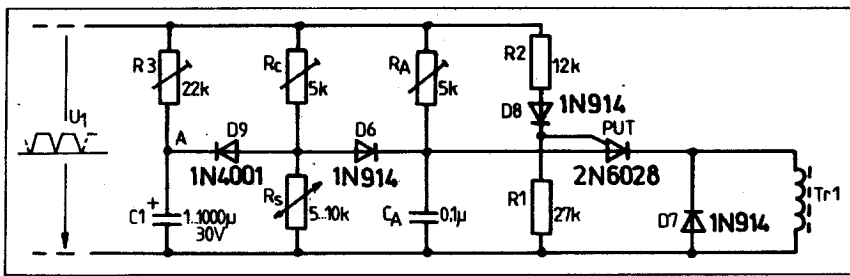 R3
22k
Rc
5k
RA
5k
R2
12k
D8
1N914
PUT
2N6028
U1
A
D9
1N4001
D6
1N914
C1
+
1..1000µ
30V
Rs
5..10k
CA
0.1µ
R1
27k
D7
1N914
Tr1